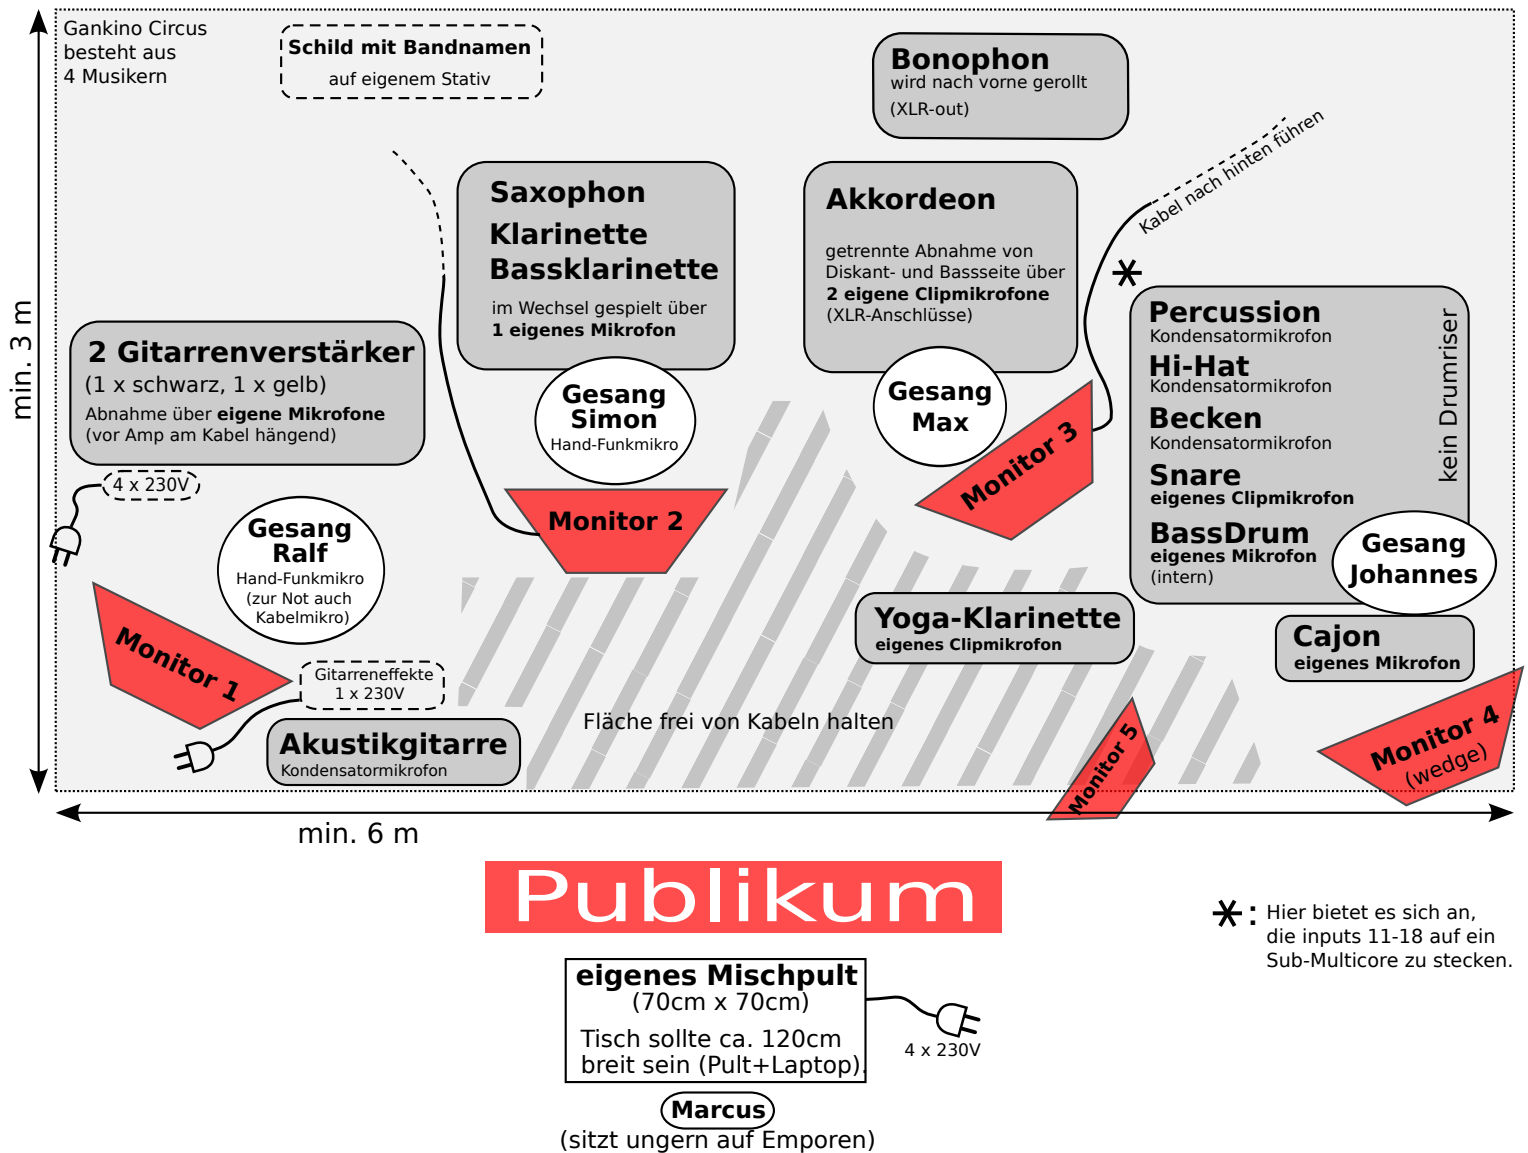 Gankino Circus
besteht aus
4 Musikern
Schild mit Bandnamen
auf eigenem Stativ
Bonophon
wird nach vorne gerollt
(XLR-out)
Kabel nach hinten führen
Saxophon
Klarinette
Bassklarinette
im Wechsel gespielt über
1 eigenes Mikrofon
Akkordeon
getrennte Abnahme von
Diskant- und Bassseite über
2 eigene Clipmikrofone
(XLR-Anschlüsse)
min. 3 m
2 Gitarrenverstärker
(1 x schwarz, 1 x gelb)
Abnahme über eigene Mikrofone
(vor Amp am Kabel hängend)
4 x 230V
Gesang
Simon
Hand-Funkmikro
Gesang
Max
Monitor 3
Percussion
Kondensatormikrofon
Hi-Hat
Kondensatormikrofon
Becken
Kondensatormikrofon
Snare
eigenes Clipmikrofon
BassDrum
eigenes Mikrofon
(intern)
kein Drumriser
Gesang
Johannes
Monitor 2
Gesang
Ralf
Hand-Funkmikro
(zur Not auch
Kabelmikro)
Monitor 1
Yoga-Klarinette
eigenes Clipmikrofon
Cajon
eigenes Mikrofon
Gitarreneffekte
1 x 230V
Akustikgitarre
Kondensatormikrofon
Fläche frei von Kabeln halten
Monitor 5
Monitor 4
(wedge)
min. 6 m
Publikum
* : Hier bietet es sich an,
die inputs 11-18 auf ein
Sub-Multicore zu stecken.
eigenes Mischpult
(70cm x 70cm)
Tisch sollte ca. 120cm
breit sein (Pult+Laptop).
4 x 230V
Marcus
(sitzt ungern auf Emporen)